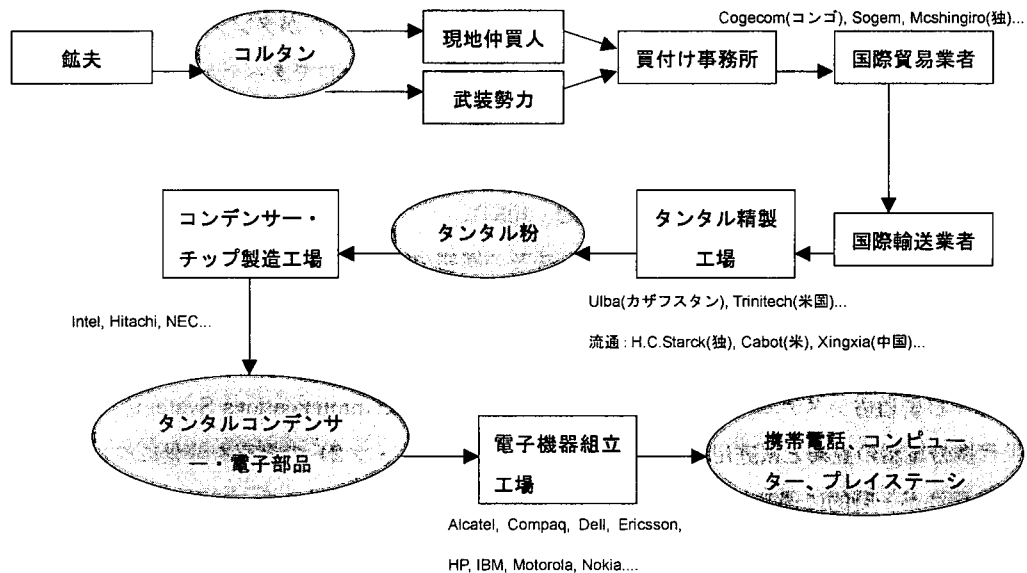 Cogecom(コンゴ), Sogem, Mcshingiro(独)...
鉱夫
コルタン
現地仲買人
武装勢力
買付け事務所
国際貿易業者
コンデンサー・
チップ製造工場
タンタル粉
タンタル精製
工場
国際輸送業者
Ulba(カザフスタン), Trinitech(米国)...
流通 : H.C.Starck(独), Cabot(米), Xingxia(中国)...
Intel, Hitachi, NEC...
タンタルコンデンサ
ー・電子部品
電子機器組立
工場
携帯電話、コンピュー
ター、プレイステーシ
Alcatel, Compaq, Dell, Ericsson,
HP, IBM, Motorola, Nokia....